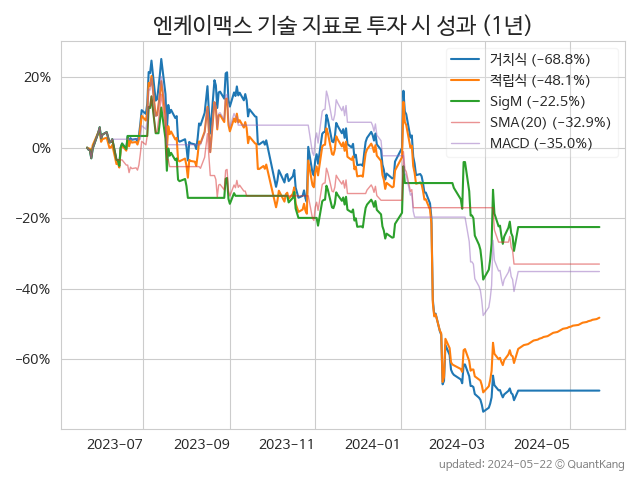 엔케이맥스 기술 지표로 투자 시 성과 (1년)
거치식 (−68.8%)
적립식 (−48.1%)
SigM (−22.5%)
SMA(20) (−32.9%)
MACD (−35.0%)
20%
0%
−20%
−40%
−60%
2023−07
2023−09
2023−11
2024−01
2024−03
2024−05
updated: 2024−05−22 © QuantKang